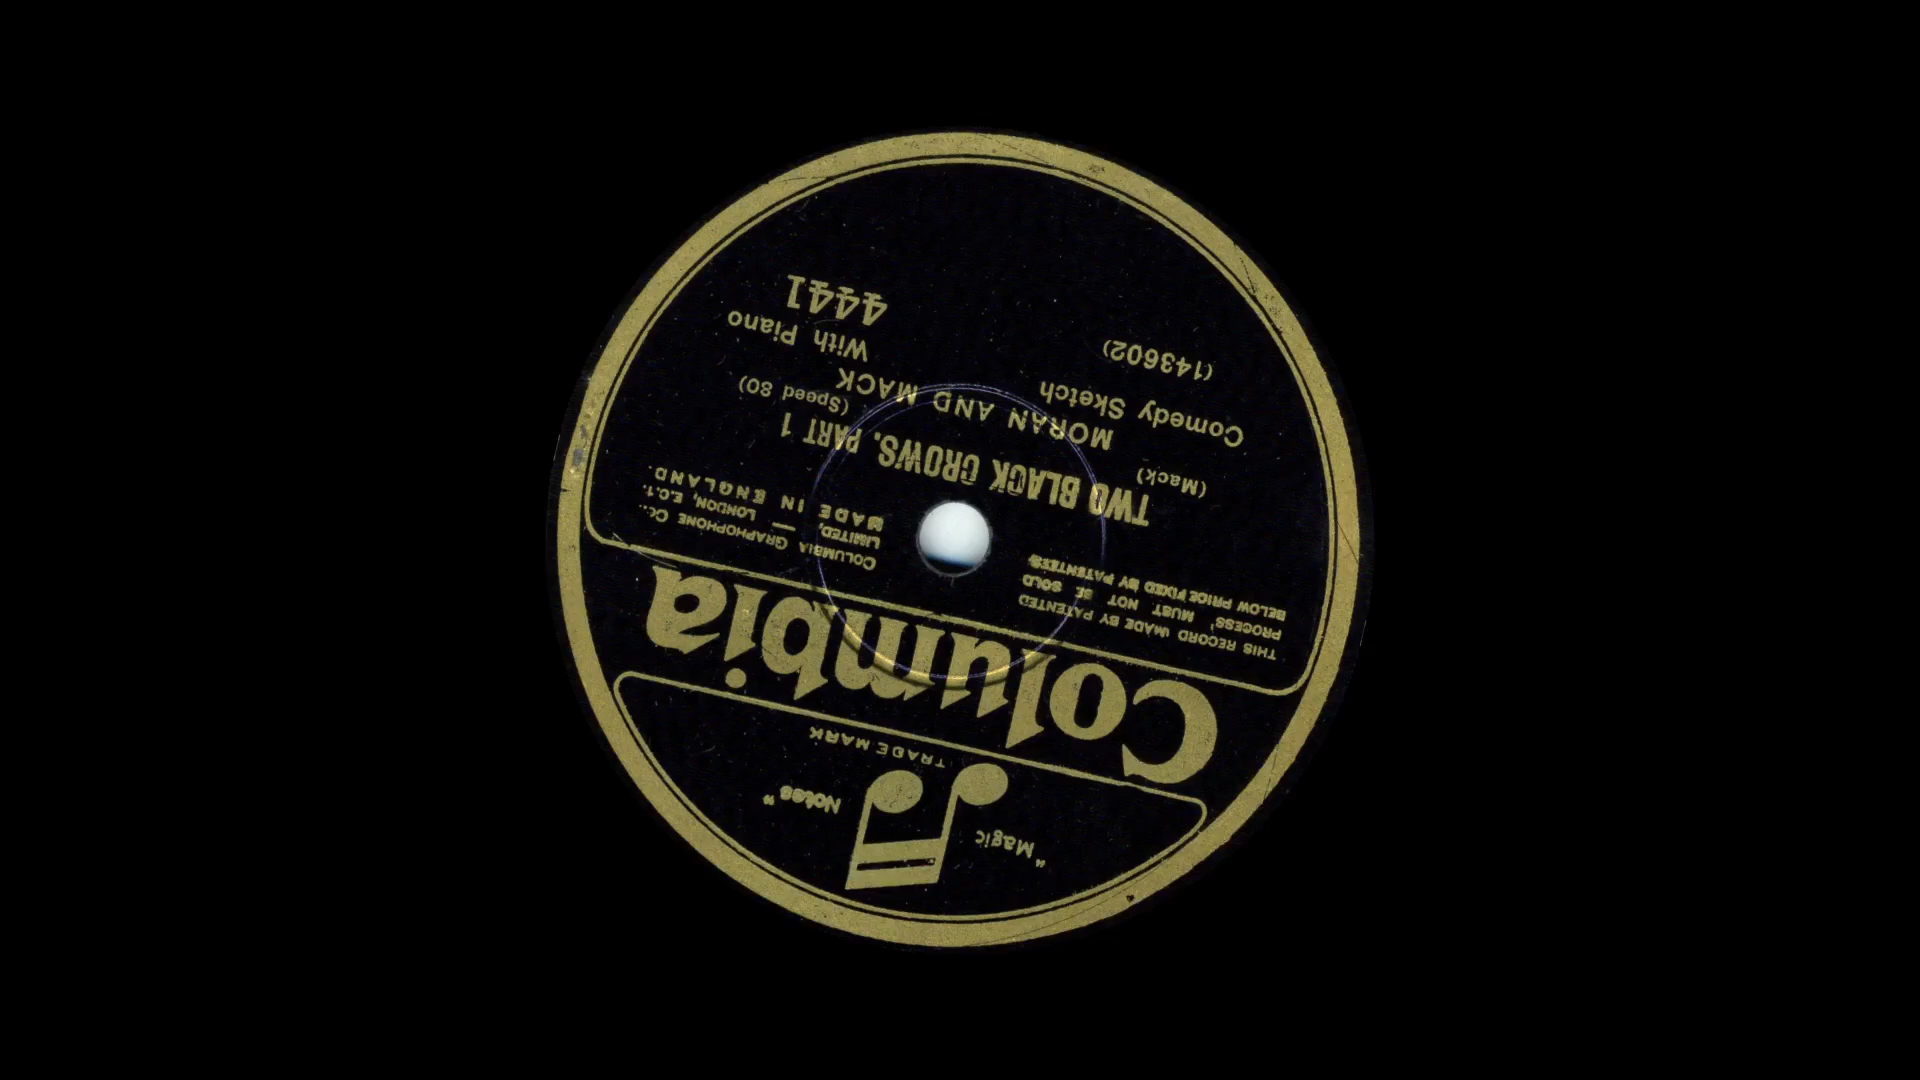 "Magic Notes"
TRADE MARK
Columbia
THIS RECORD (MADE BY PATENTED
PROCESS) MUST NOT BE SOLD
BELOW PRICE FIXED BY PATENTEES
COLUMBIA GRAPHOPHONE Co.,
LIMITED, — LONDON, E.C.1.
MADE IN ENGLAND.
TWO BLACK CROWS. PART 1
(Mack)
(Speed 80)
MORAN AND MACK
Comedy Sketch
With Piano
(143602)
4441